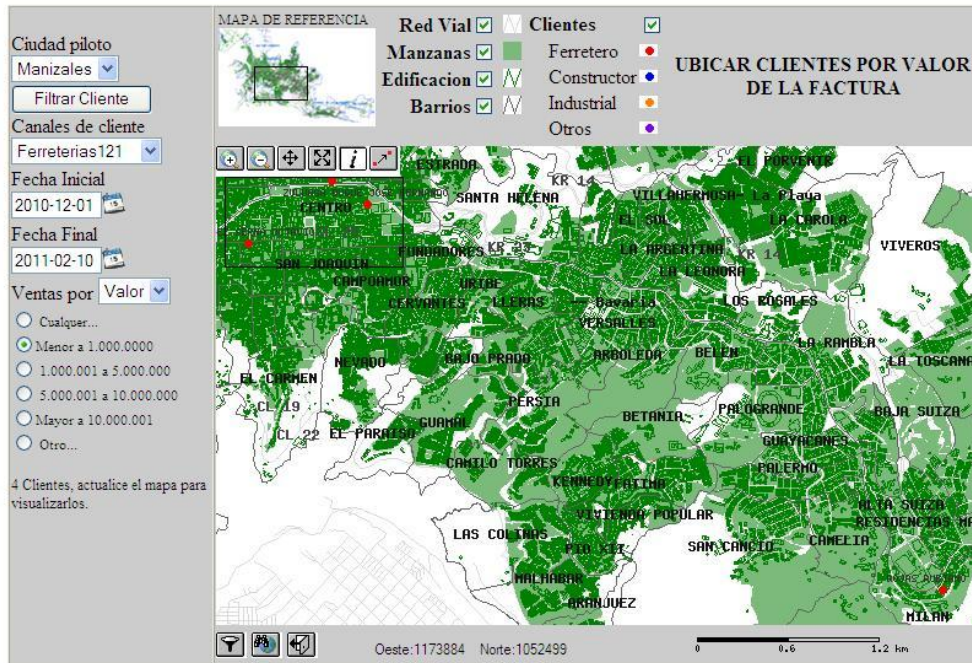 Ciudad piloto
Manizales
Filtrar Cliente
Canales de cliente
Ferreterias121
Fecha Inicial
2010-12-01
Fecha Final
2011-02-10
Ventas por Valor
Cualquer...
Menor a 1.000.0000
1.000.001 a 5.000.000
5.000.001 a 10.000.000
Mayor a 10.000.001
Otro...
4 Clientes, actualice el mapa para
visualizarlos.
MAPA DE REFERENCIA
Red Vial
Manzanas
Edificacion
Barrios
Clientes
Ferretero
Constructor
Industrial
Otros
UBICAR CLIENTES POR VALOR
DE LA FACTURA
ESTRADA
EL PORVENIR
KR 14
SANTA HELENA
VILLAHERMOSA
La Playa
CENTRO
EL SOL
LA CAROLA
FUNDADORES
KR 23
LA ARGENTINA
KR 14
VIVEROS
SAN JOAQUIN
LA LEONORA
CAMPOAMOR
URIBE
CERVANTES
LLERAS
Bavaria
LOS ROSALES
VERSALLES
LA RAMBLA
NEVADO
BAJO PRADO
ARBOLEDA
BELEN
LA TOSCANA
EL CARMEN
PERSIA
CL 19
BETANIA
PALOGRANDE
BAJA SUIZA
CL 22
EL PARAISO
GUAMAL
GUAYACANES
CAMILO TORRES
PALERMO
KENNEDY
FATIMA
ALTA SUIZA
VIVIENDA POPULAR
RESIDENCIAS MA
LAS COLINAS
PIO XII
SAN CANCIO
CAMELIA
MALHABAR
ARANJUEZ
MILAN
Oeste:1173884 Norte:1052499
0 0.6 1.2 km